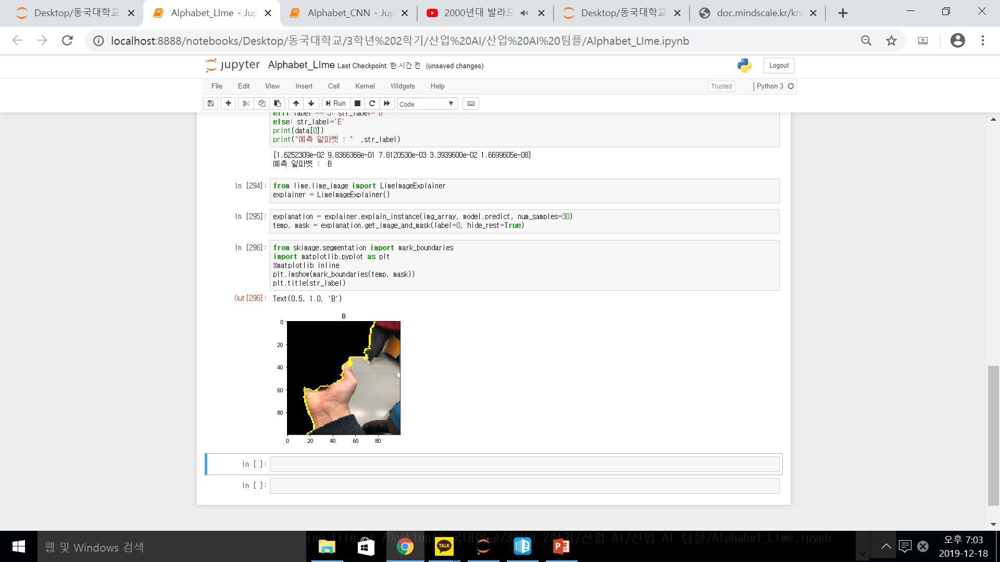 Desktop/동국대학교/
Alphabet_LIme - Jup
Alphabet_CNN - Jup
2000년대 발라드
Desktop/동국대학교
doc.mindscale.kr/km
localhost:8888/notebooks/Desktop/동국대학교/3학년%202학기/산업%20AI/산업%20AI%20팀플/Alphabet_LIme.ipynb
jupyter Alphabet_LIme Last Checkpoint: 한 시간 전 (unsaved changes)
Logout
File Edit View Insert Cell Kernel Widgets Help
Trusted
Python 3
Run
Code
elif label == 3: str_label='D'
else: str_label='E'
print(data[0])
print("예측 알파벳 : " ,str_label)
[1.6252309e-02 9.8366368e-01 7.8120530e-03 3.3939600e-02 1.6699605e-08]
예측 알파벳 :  B
In [294]:
from lime.lime_image import LimeImageExplainer
explainer = LimeImageExplainer()
In [295]:
explanation = explainer.explain_instance(img_array, model.predict, num_samples=30)
temp, mask = explanation.get_image_and_mask(label=0, hide_rest=True)
In [296]:
from skimage.segmentation import mark_boundaries
import matplotlib.pyplot as plt
%matplotlib inline
plt.imshow(mark_boundaries(temp, mask))
plt.title(str_label)
Out[296]:
Text(0.5, 1.0, 'B')
B
0
20
40
60
80
0 20 40 60 80
In [ ]:
In [ ]:
ing file at /Desktop/동국대학교/3학년 2학기/산업 AI/산업 AI 팀플/Alphabet_LIme.ipynb
웹 및 Windows 검색
TALK
오후 7:03
2019-12-18